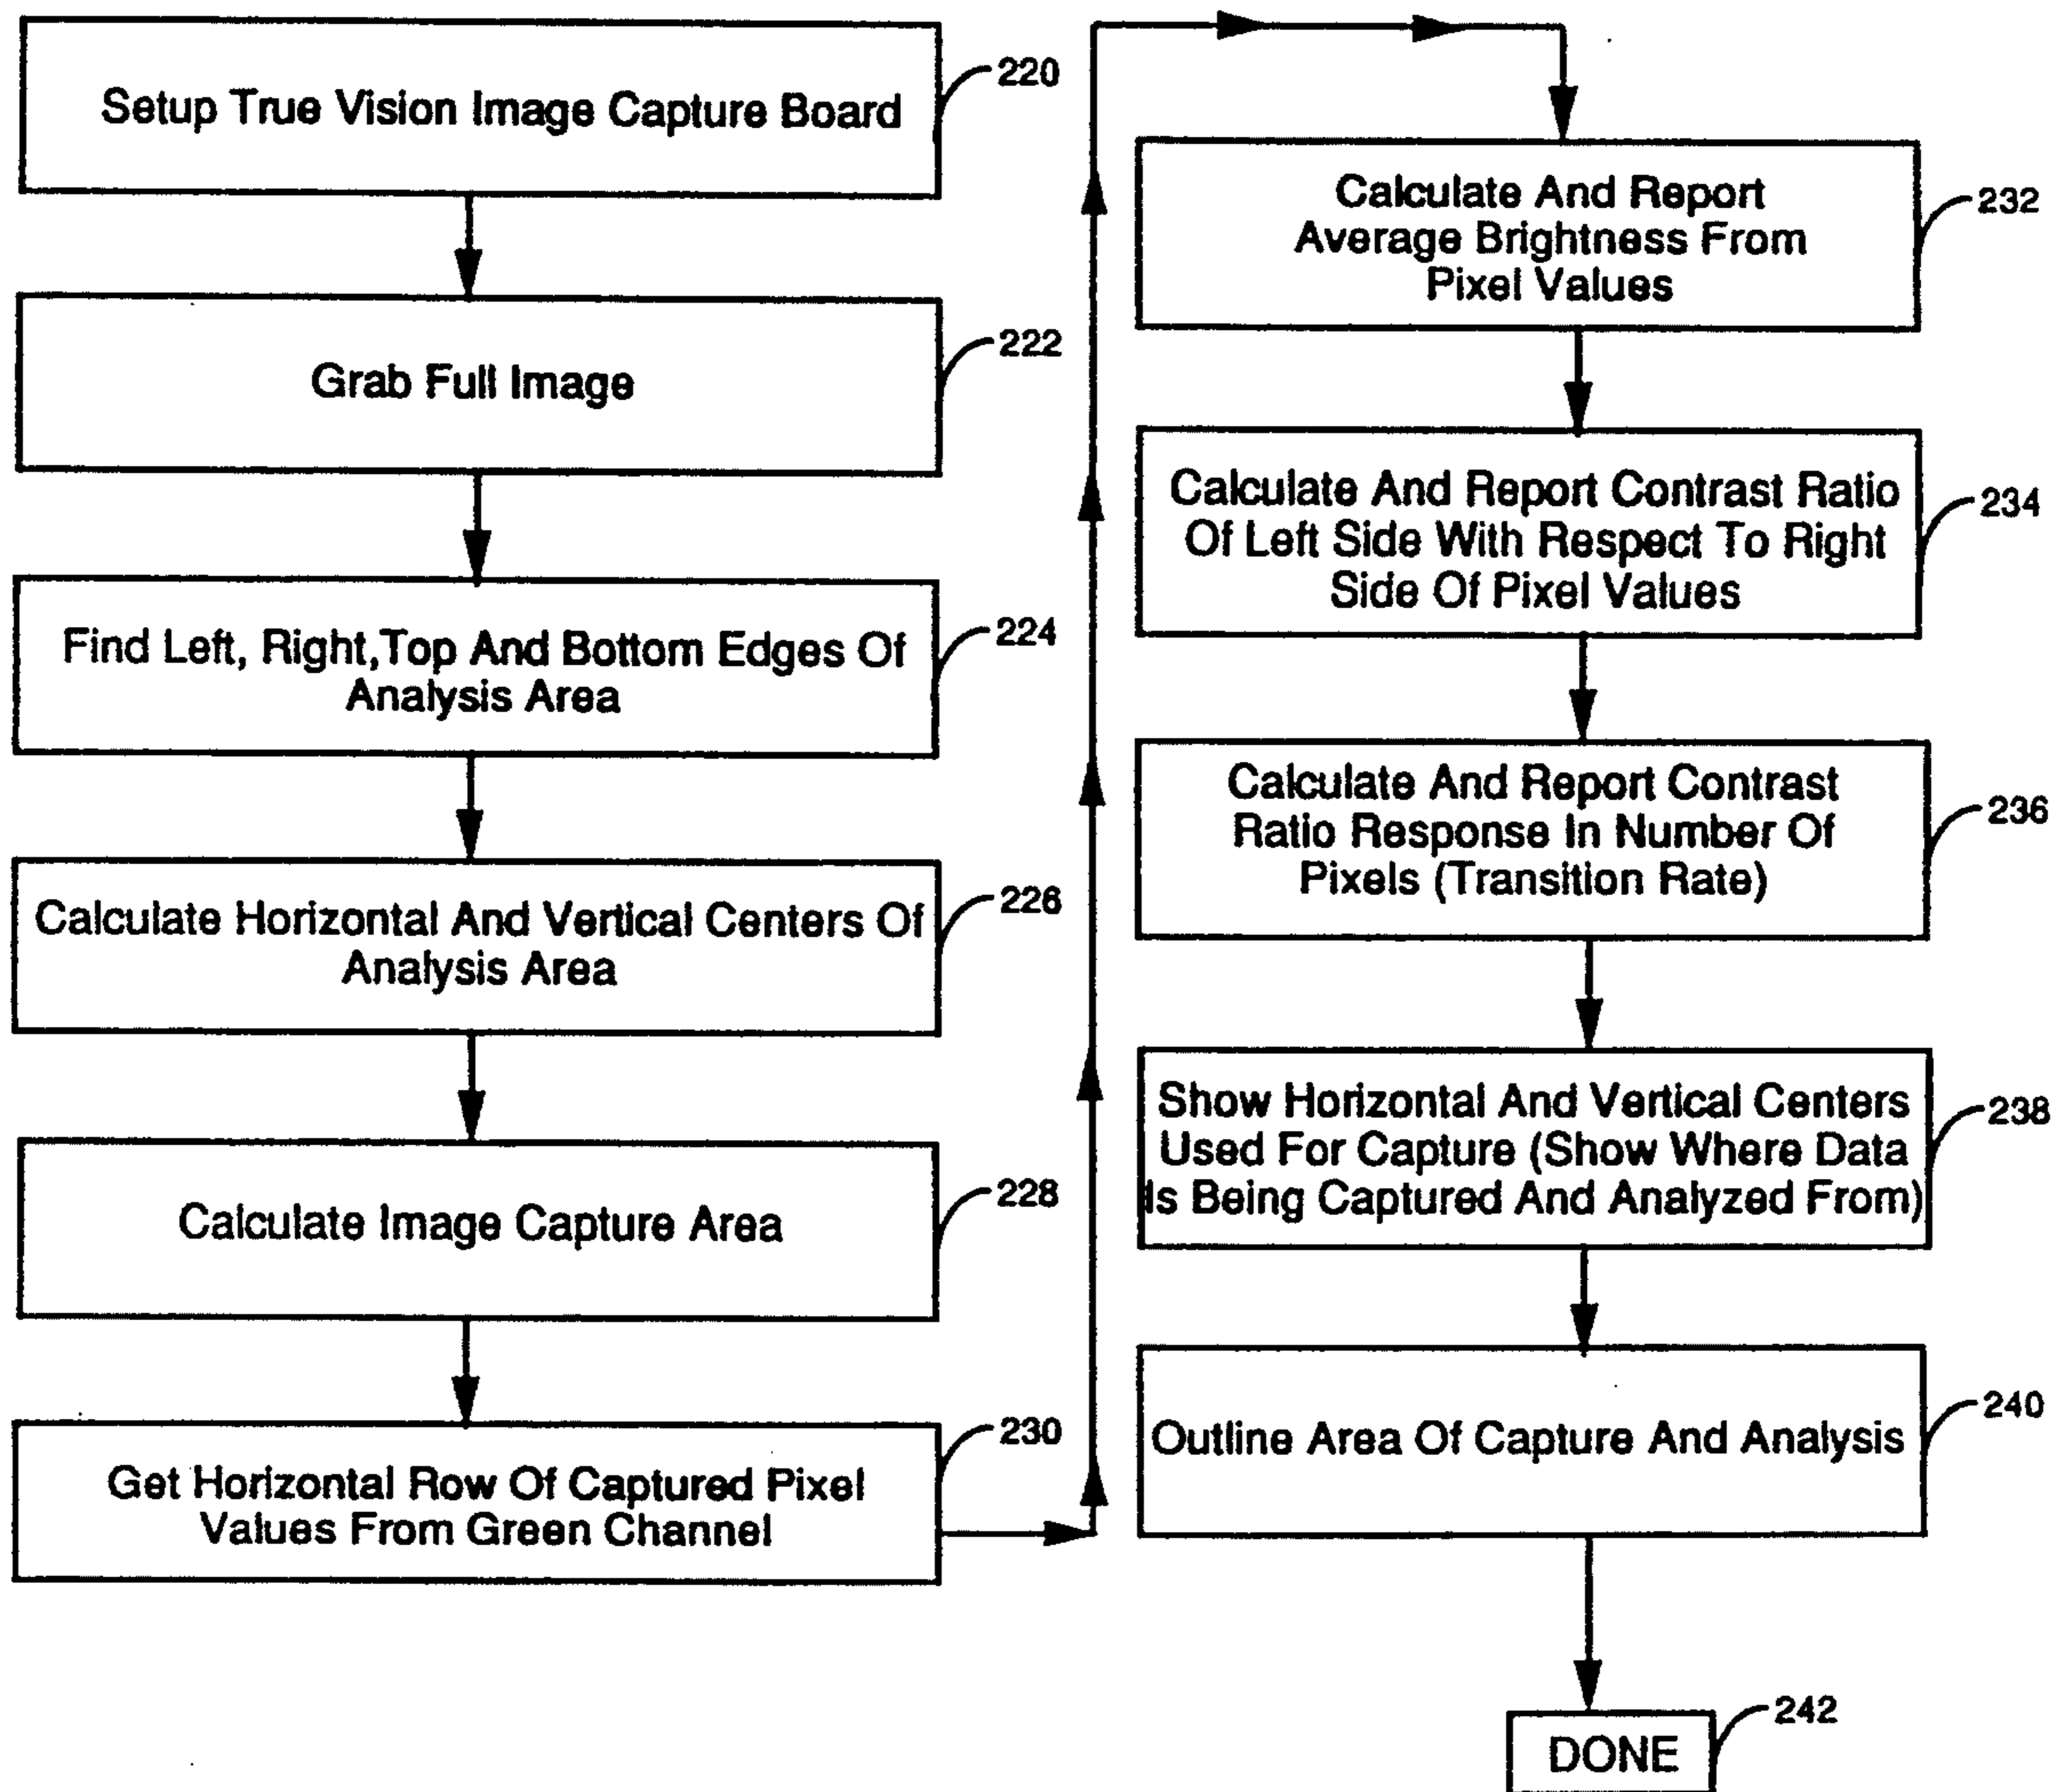 Setup True Vision Image Capture Board
220
Grab Full Image
222
Find Left, Right,Top And Bottom Edges Of
Analysis Area
224
Calculate Horizontal And Vertical Centers Of
Analysis Area
226
Calculate Image Capture Area
228
Get Horizontal Row Of Captured Pixel
Values From Green Channel
230
Calculate And Report
Average Brightness From
Pixel Values
232
Calculate And Report Contrast Ratio
Of Left Side With Respect To Right
Side Of Pixel Values
234
Calculate And Report Contrast
Ratio Response In Number Of
Pixels (Transition Rate)
236
Show Horizontal And Vertical Centers
Used For Capture (Show Where Data
Is Being Captured And Analyzed From)
238
Outline Area Of Capture And Analysis
240
DONE
242